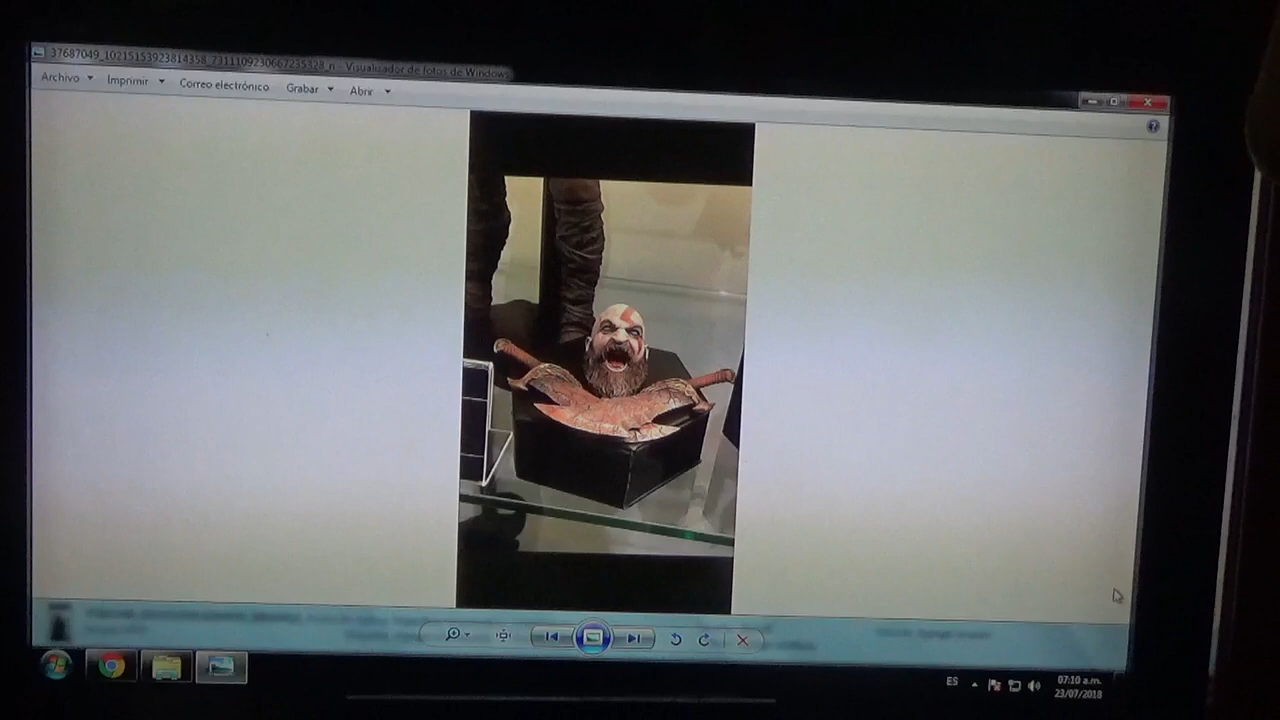 37687049_10215153923814358_7311109230667235328_n - Visualizador de fotos de Windows
Archivo Imprimir Correo electrónico Grabar Abrir
ES
07:10 a.m.
23/07/2018